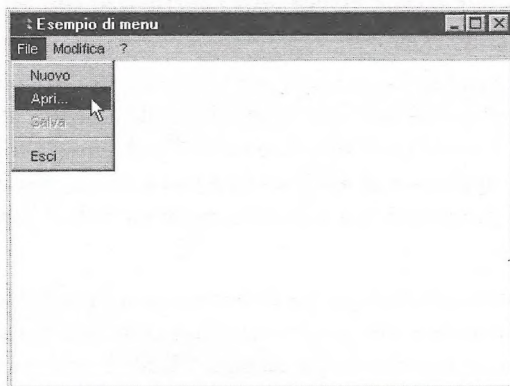 Esempio di menu
File Modifica ?
Nuovo
Apri...
Salva
Esci